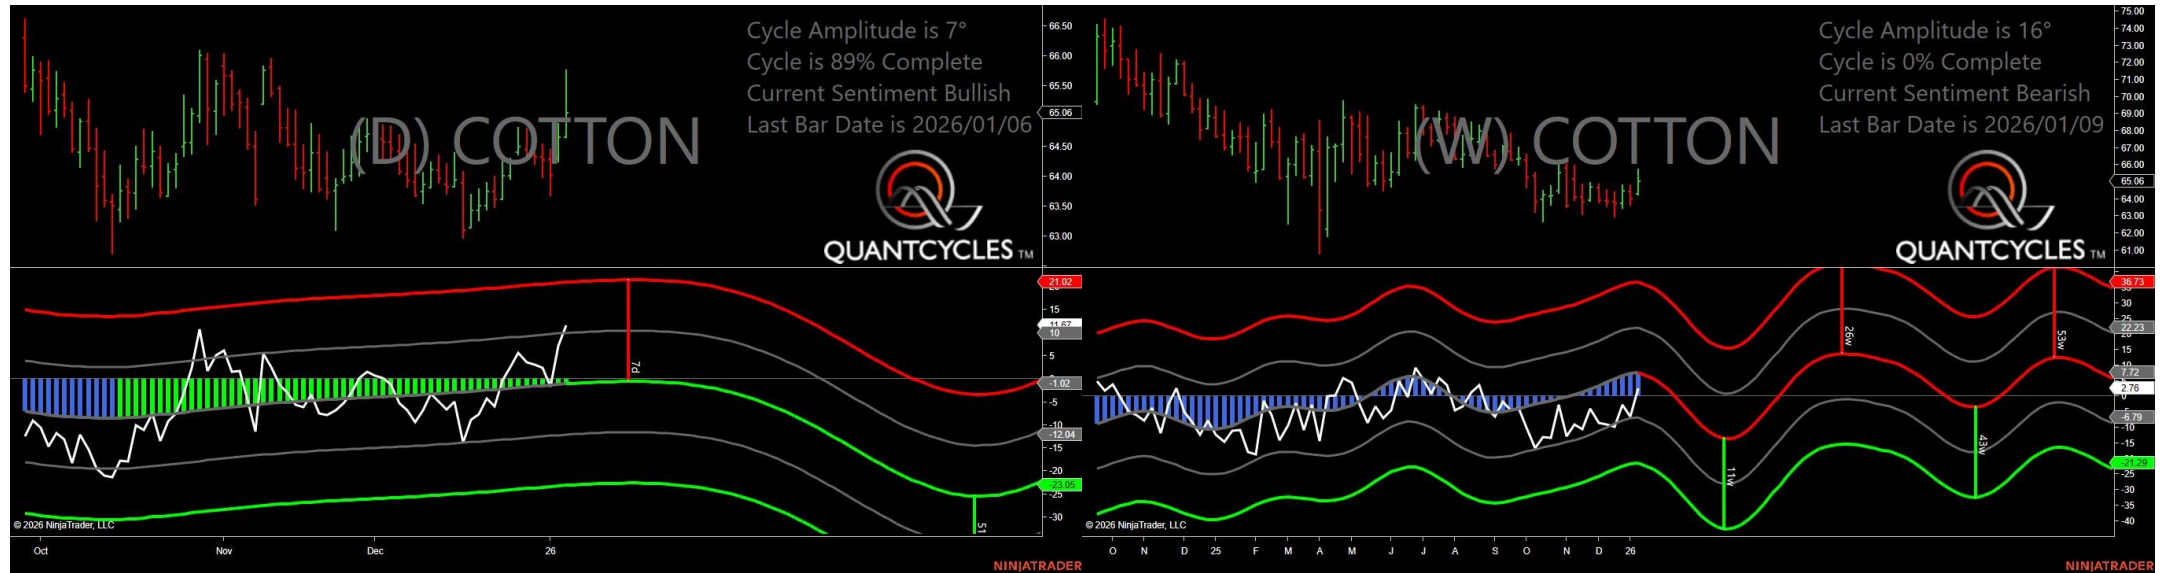 Cycle Amplitude is 7°
Cycle is 89% Complete
Current Sentiment Bullish
Last Bar Date is 2026/01/06
(D) COTTON
QUANTCYCLES TM
66.50
66.00
65.50
65.06
64.50
64.00
63.50
63.00
21.02
15
11.67
10
5
-1.02
-5
-10
-12.04
-15
-20
-23.05
-25
-30
7d
51
© 2026 NinjaTrader, LLC
Oct Nov Dec 26
NINJATRADER
Cycle Amplitude is 16°
Cycle is 0% Complete
Current Sentiment Bearish
Last Bar Date is 2026/01/09
(W) COTTON
QUANTCYCLES TM
75.00
74.00
73.00
72.00
71.00
70.00
69.00
68.00
67.00
66.00
65.06
64.00
63.00
62.00
61.00
36.73
30
25
22.23
15
7.72
2.76
-6.79
-10
-15
-21.29
-30
-35
-40
11w
26w
43w
53w
© 2026 NinjaTrader, LLC
O N D 25 F M A M J J A S O N D 26
NINJATRADER